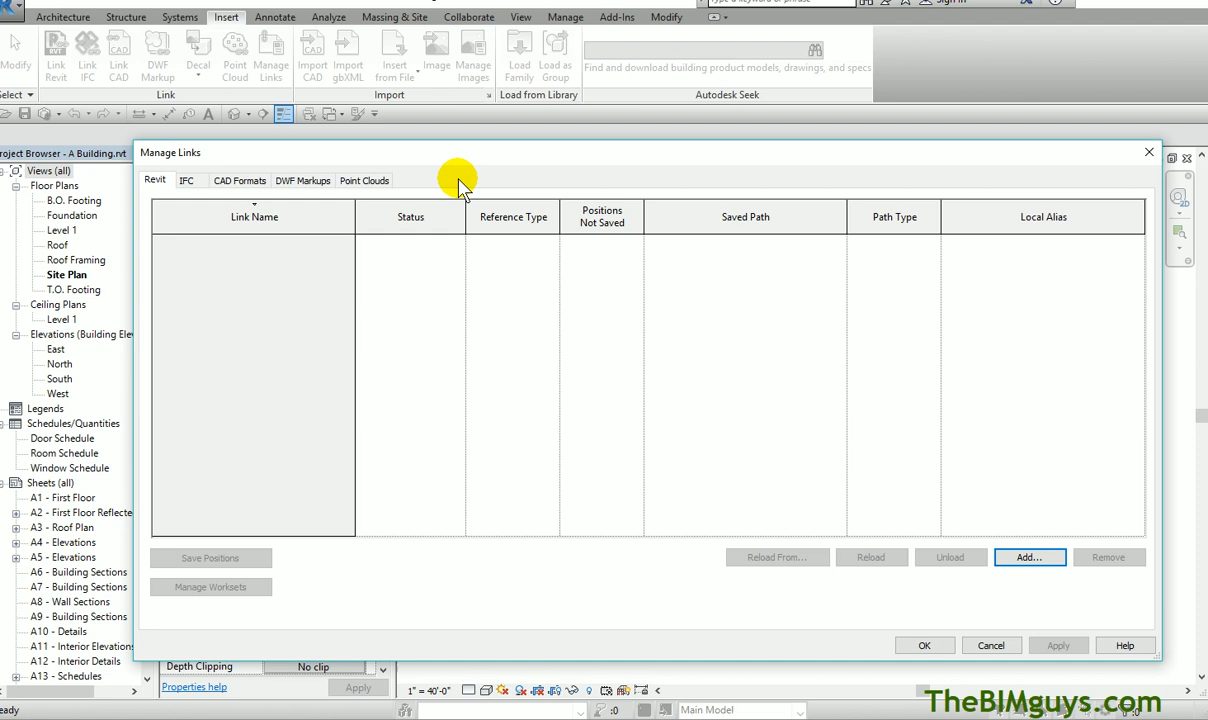 Type a keyword or phrase
Sign In
Architecture Structure Systems Insert Annotate Analyze Massing & Site Collaborate View Manage Add-Ins Modify
Modify
Link Revit
Link IFC
Link CAD
DWF Markup
Decal
Point Cloud
Manage Links
Import CAD
Import gbXML
Insert from File
Image
Manage Images
Load Family
Load as Group
Find and download building product models, drawings, and specs
Select Link Import Load from Library Autodesk Seek
roject Browser - A Building.rvt
Views (all)
Floor Plans
B.O. Footing
Foundation
Level 1
Roof
Roof Framing
Site Plan
T.O. Footing
Ceiling Plans
Level 1
Elevations (Building Ele
East
North
South
West
Legends
Schedules/Quantities
Door Schedule
Room Schedule
Window Schedule
Sheets (all)
A1 - First Floor
A2 - First Floor Reflecte
A3 - Roof Plan
A4 - Elevations
A5 - Elevations
A6 - Building Sections
A7 - Building Sections
A8 - Wall Sections
A9 - Building Sections
A10 - Details
A11 - Interior Elevations
A12 - Interior Details
A13 - Schedules
Manage Links
Revit IFC CAD Formats DWF Markups Point Clouds
Link Name Status Reference Type Positions Not Saved Saved Path Path Type Local Alias
Save Positions Reload From... Reload Unload Add... Remove
Manage Worksets
OK Cancel Apply Help
Depth Clipping No clip
Properties help Apply
1" = 40'-0"
eady
:0 Main Model
TheBIMguys.com